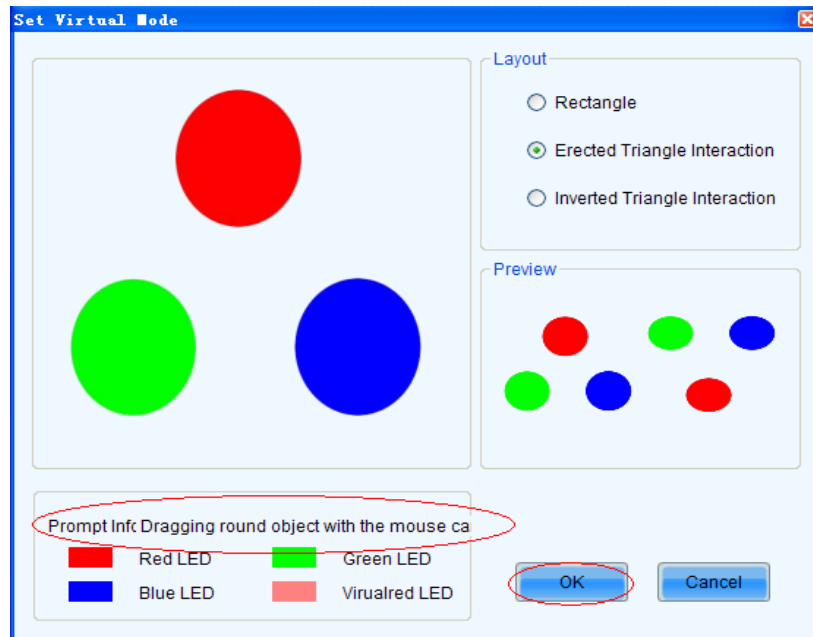 Set Virtual Mode
Layout
Rectangle
Erected Triangle Interaction
Inverted Triangle Interaction
Preview
Prompt Info Dragging round object with the mouse ca
Red LED
Green LED
Blue LED
Virualred LED
OK
Cancel